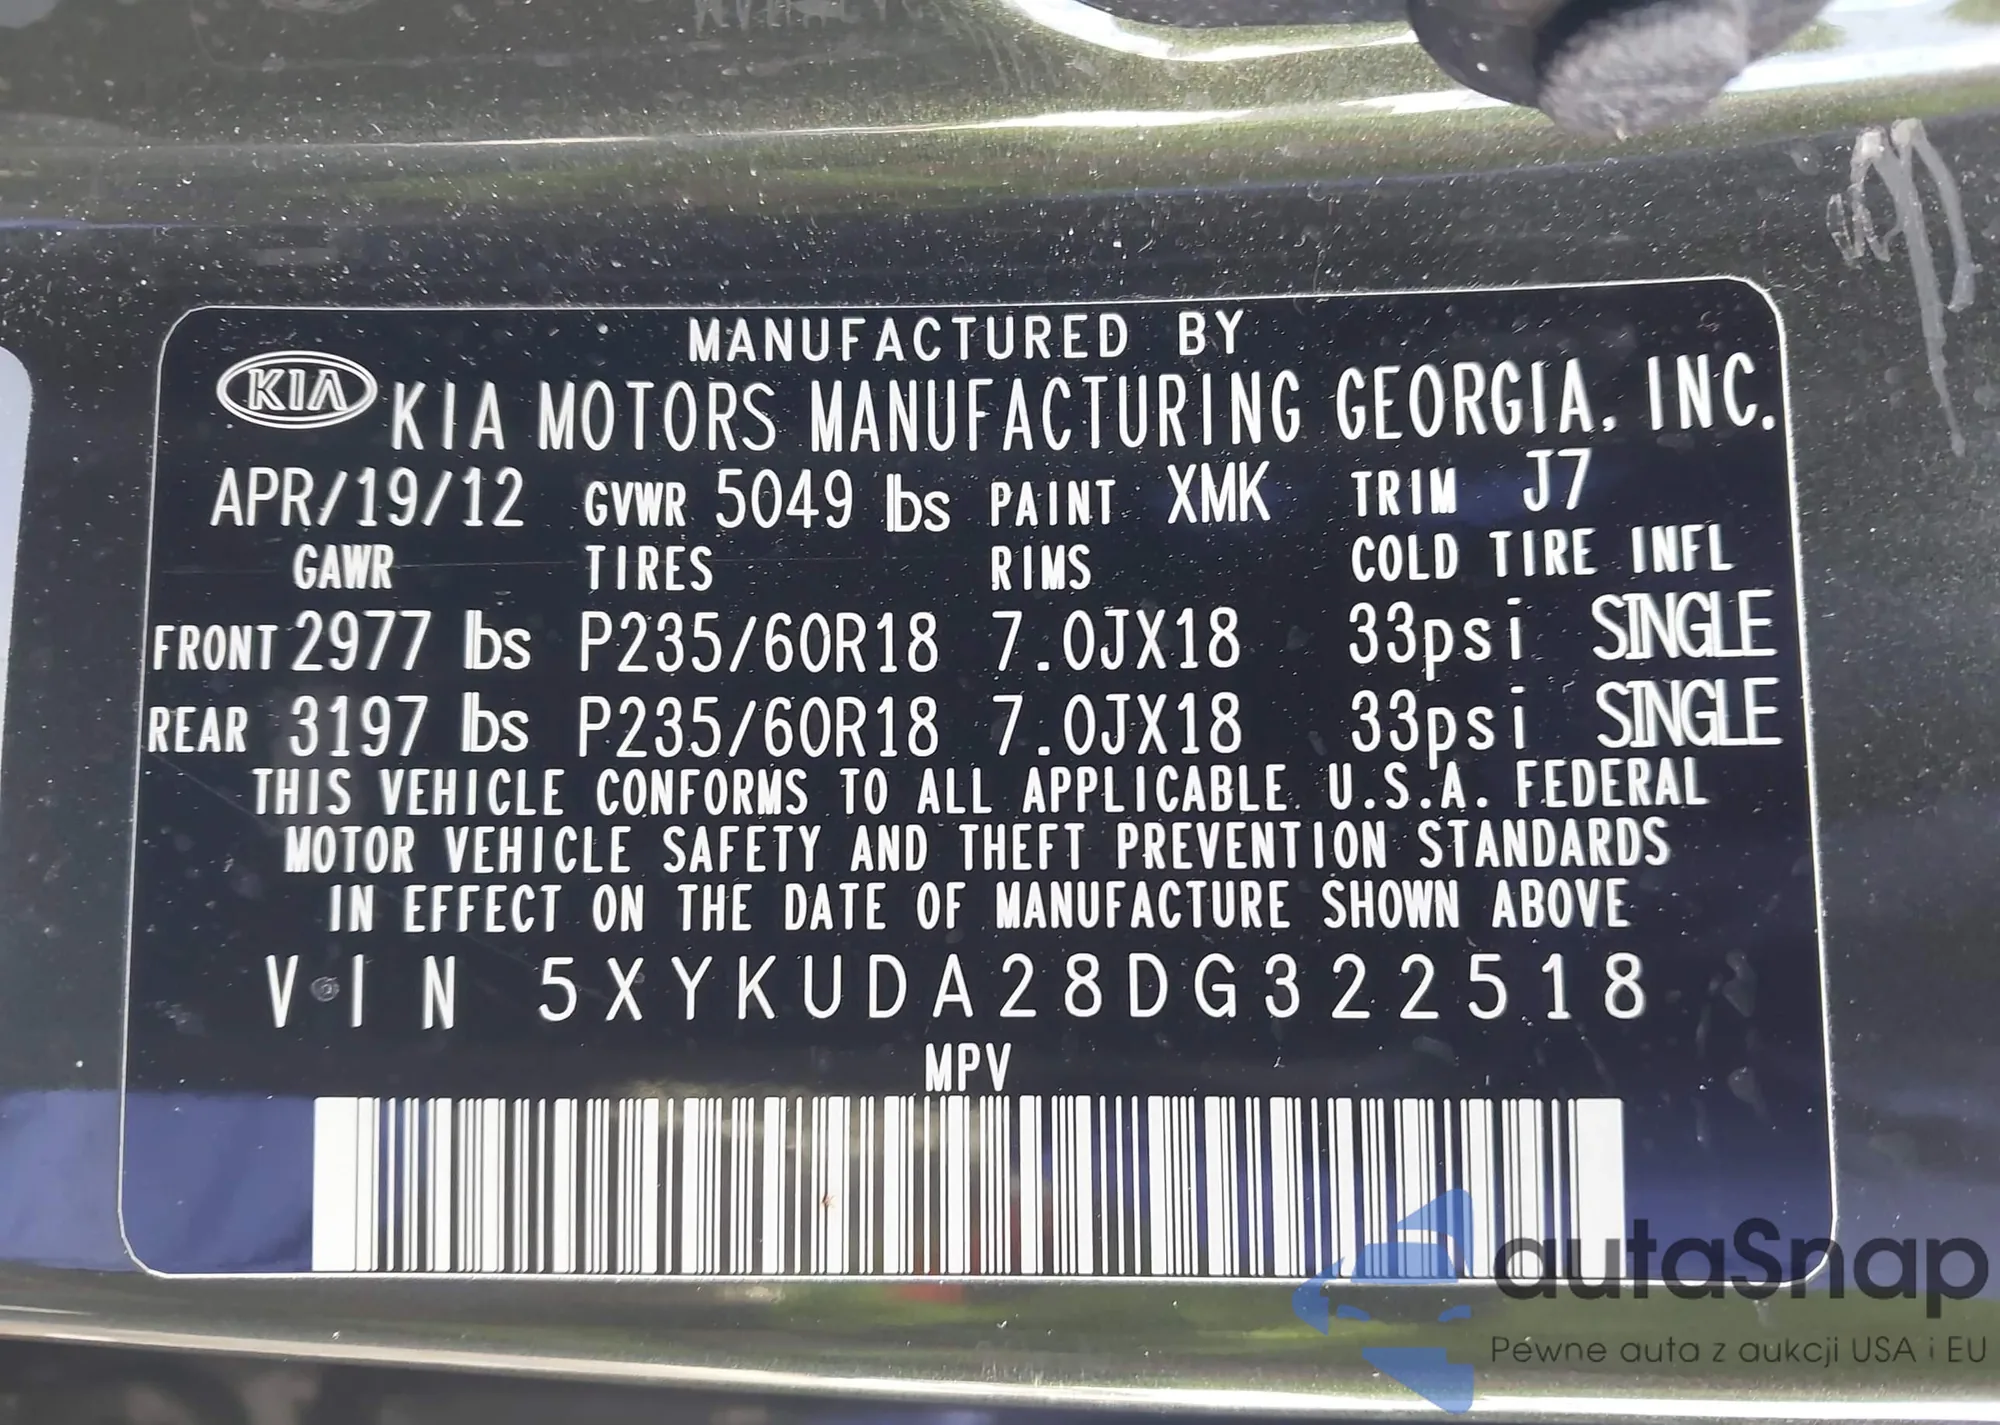 MANUFACTURED BY
KIA KIA MOTORS MANUFACTURING GEORGIA, INC.
APR/19/12 GVWR 5049 lbs PAINT XMK TRIM J7
GAWR TIRES RIMS COLD TIRE INFL
FRONT 2977 lbs P235/60R18 7.0JX18 33psi SINGLE
REAR 3197 lbs P235/60R18 7.0JX18 33psi SINGLE
THIS VEHICLE CONFORMS TO ALL APPLICABLE U.S.A. FEDERAL
MOTOR VEHICLE SAFETY AND THEFT PREVENTION STANDARDS
IN EFFECT ON THE DATE OF MANUFACTURE SHOWN ABOVE
VIN 5XYKUDA28DG322518
MPV
autaSnap
Pewne auta z aukcji USA i EU